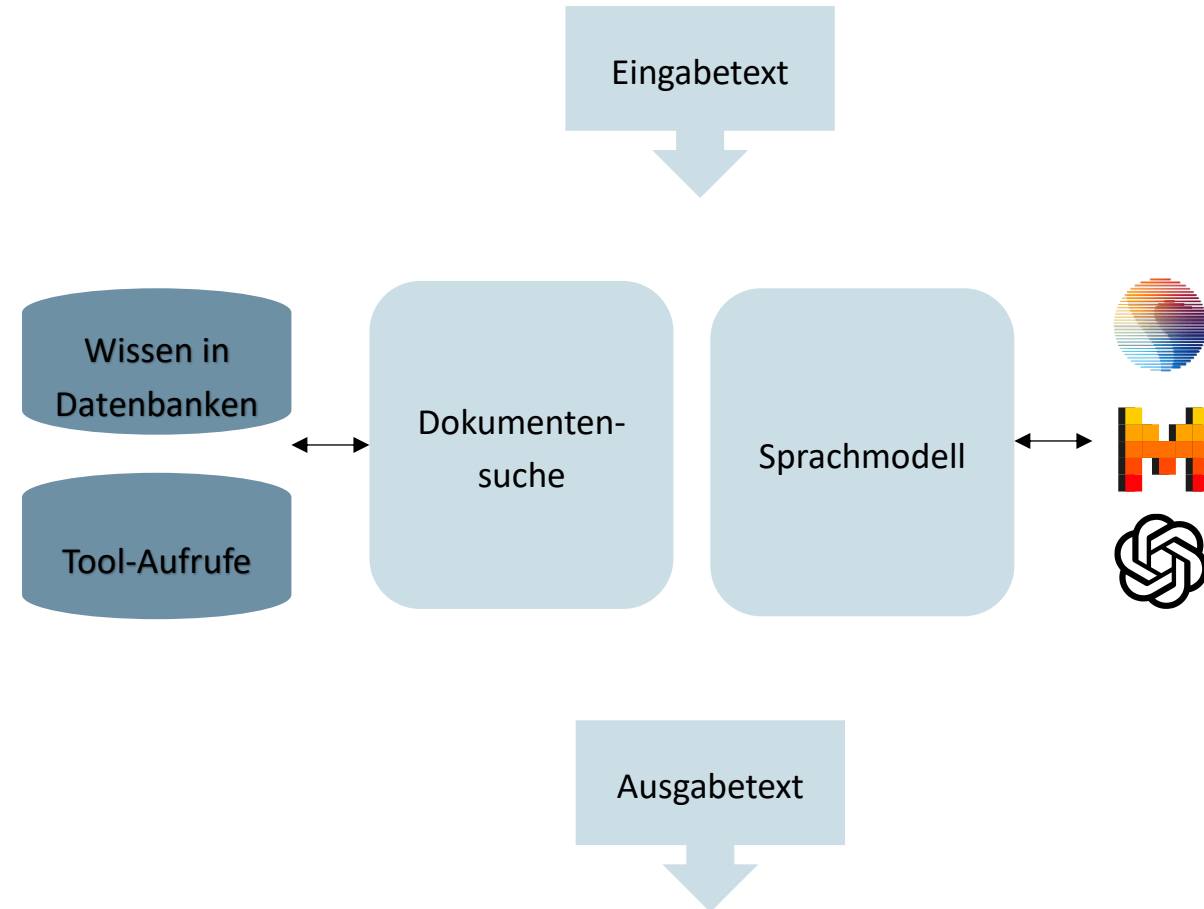 Eingabetext
Wissen in
Datenbanken
Tool-Aufrufe
Dokumenten-
suche
Sprachmodell
Ausgabetext